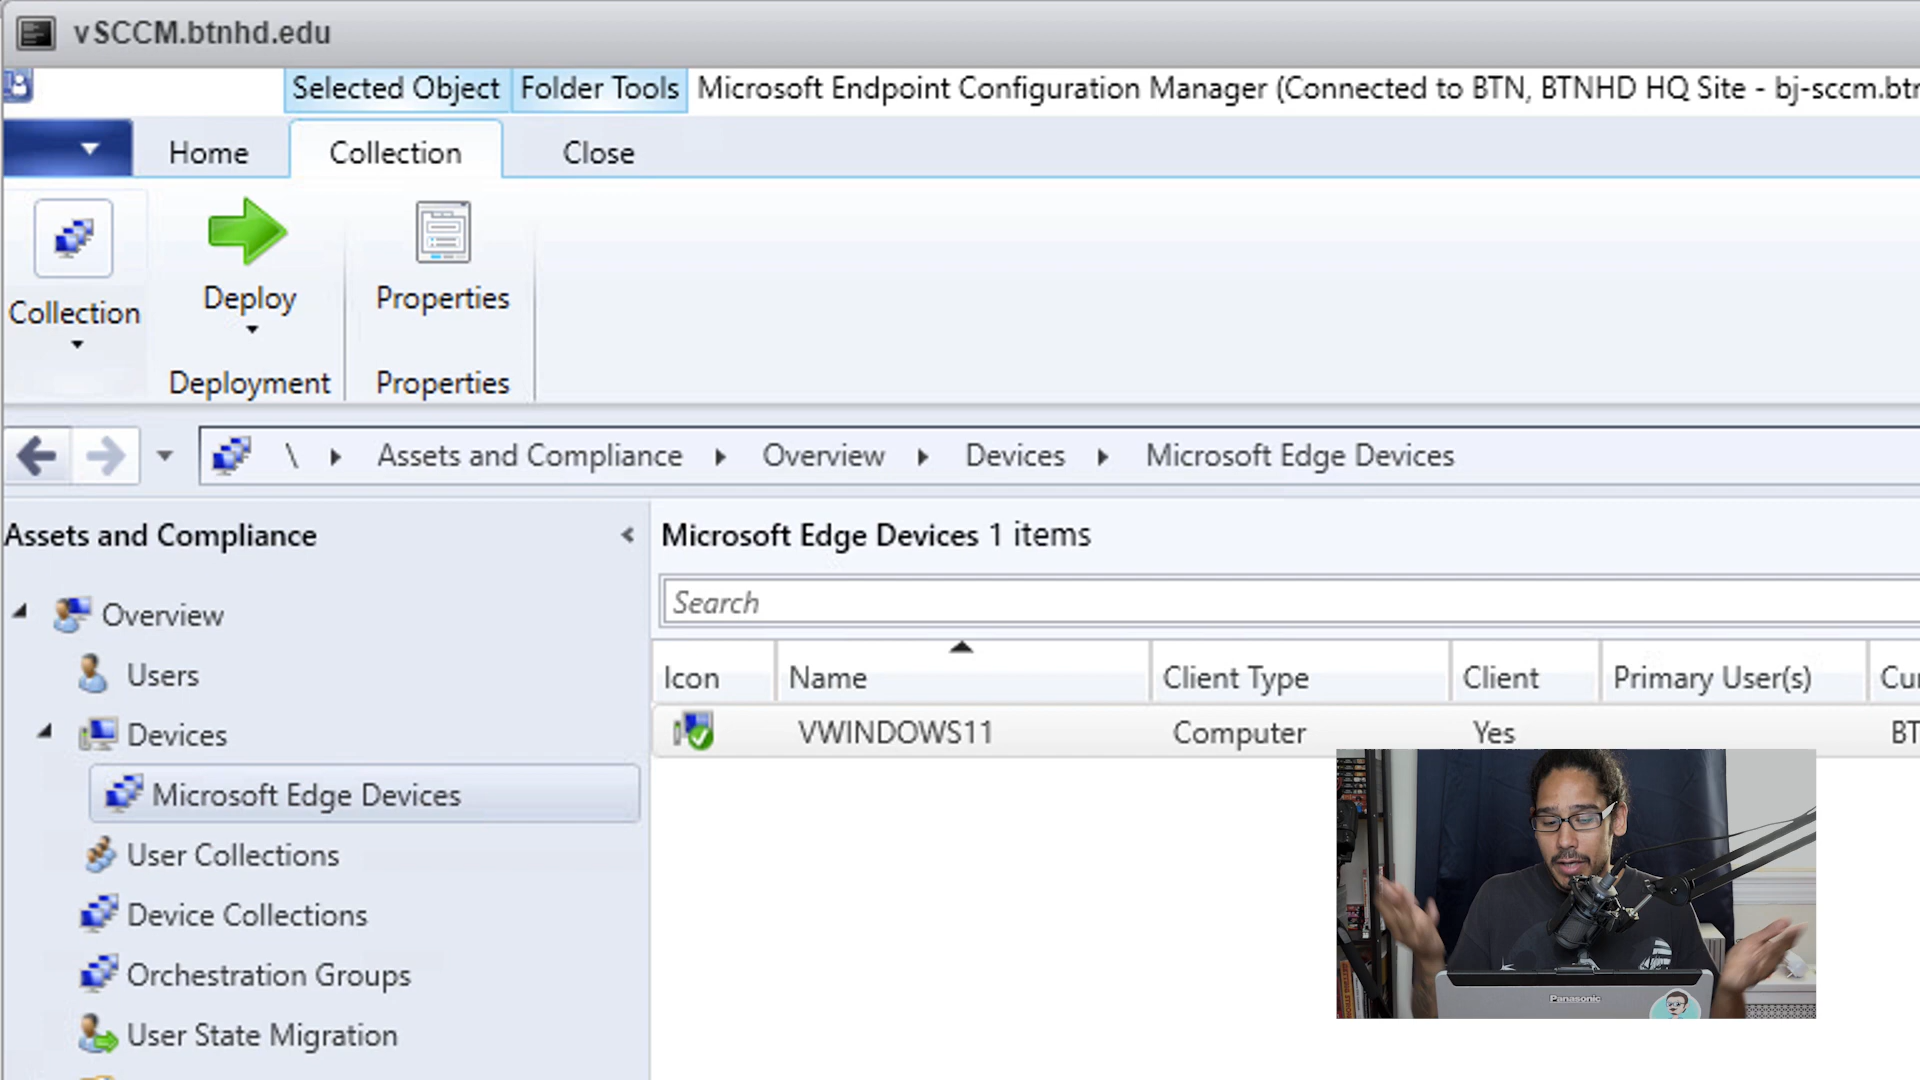 vSCCM.btnhd.edu
Selected Object Folder Tools Microsoft Endpoint Configuration Manager (Connected to BTN, BTNHD HQ Site - bj-sccm.btn
Home Collection Close
Collection Deploy Properties
Deployment Properties
\ Assets and Compliance Overview Devices Microsoft Edge Devices
Assets and Compliance
Overview
Users
Devices
Microsoft Edge Devices
User Collections
Device Collections
Orchestration Groups
User State Migration
Microsoft Edge Devices 1 items
Search
Icon Name Client Type Client Primary User(s) Cur
VWINDOWS11 Computer Yes BT
Panasonic